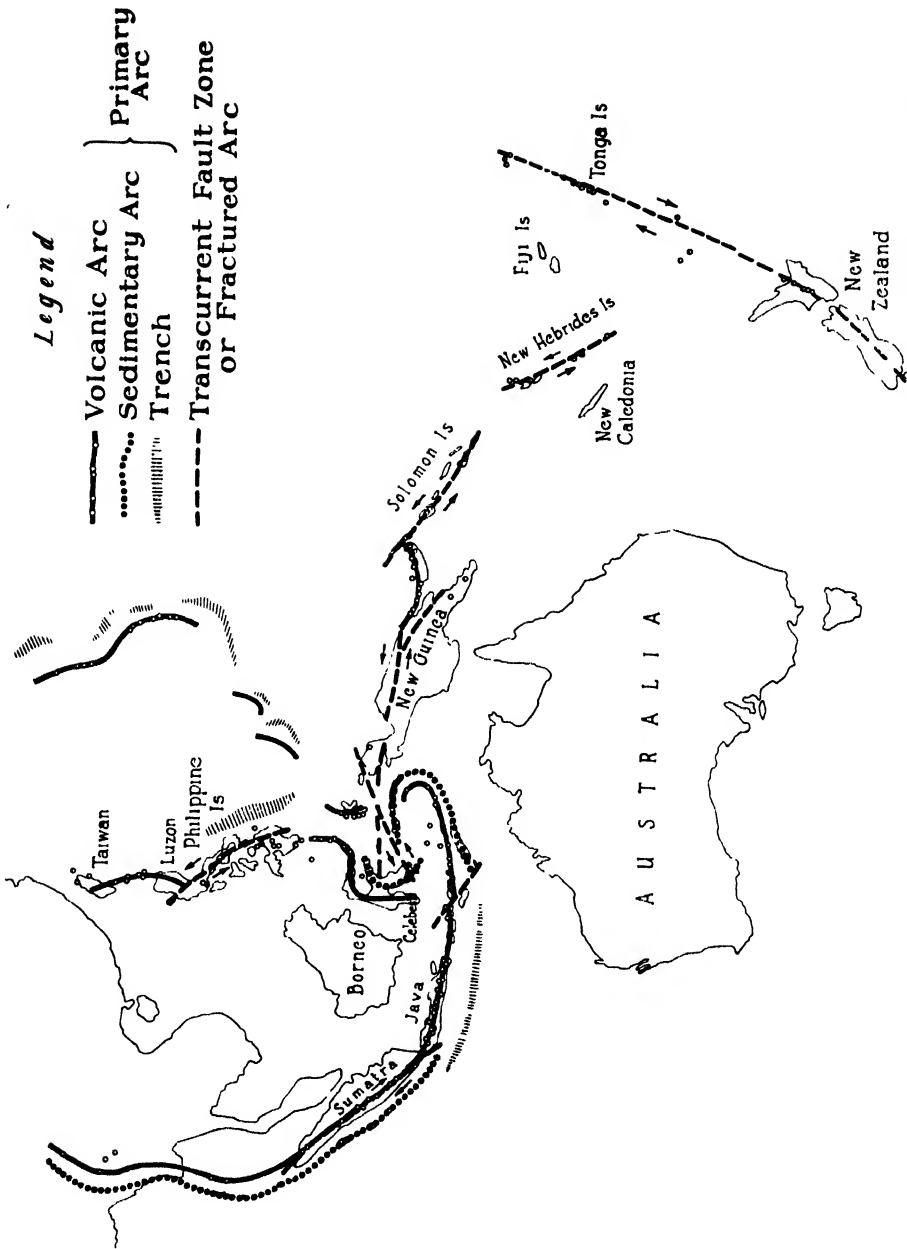 Legend
Volcanic Arc
Sedimentary Arc
Trench
Primary
Arc
Transcurrent Fault Zone
or Fractured Arc
Taiwan
Luzon
Philippine
Is
Borneo
Celebes
Sumatra
Java
New Guinea
Solomon Is
New Hebrides Is
New
Caledonia
Fiji Is
Tonga Is
New
Zealand
AUSTRALIA